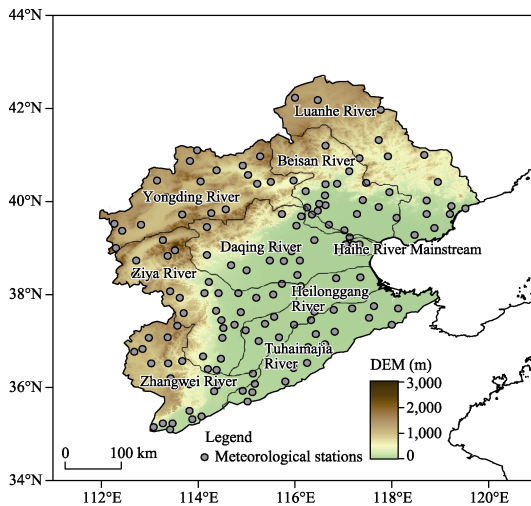 44°N
42°N
40°N
38°N
36°N
34°N
Luanhe River
Beisan River
Yongding River
Daqing River
Haihe River Mainstream
Ziya River
Heilonggang
River
Tuhaimajia
River
Zhangwei River
DEM (m)
3,000
2,000
1,000
0
Legend
Meteorological stations
0 100 km
112°E 114°E 116°E 118°E 120°E